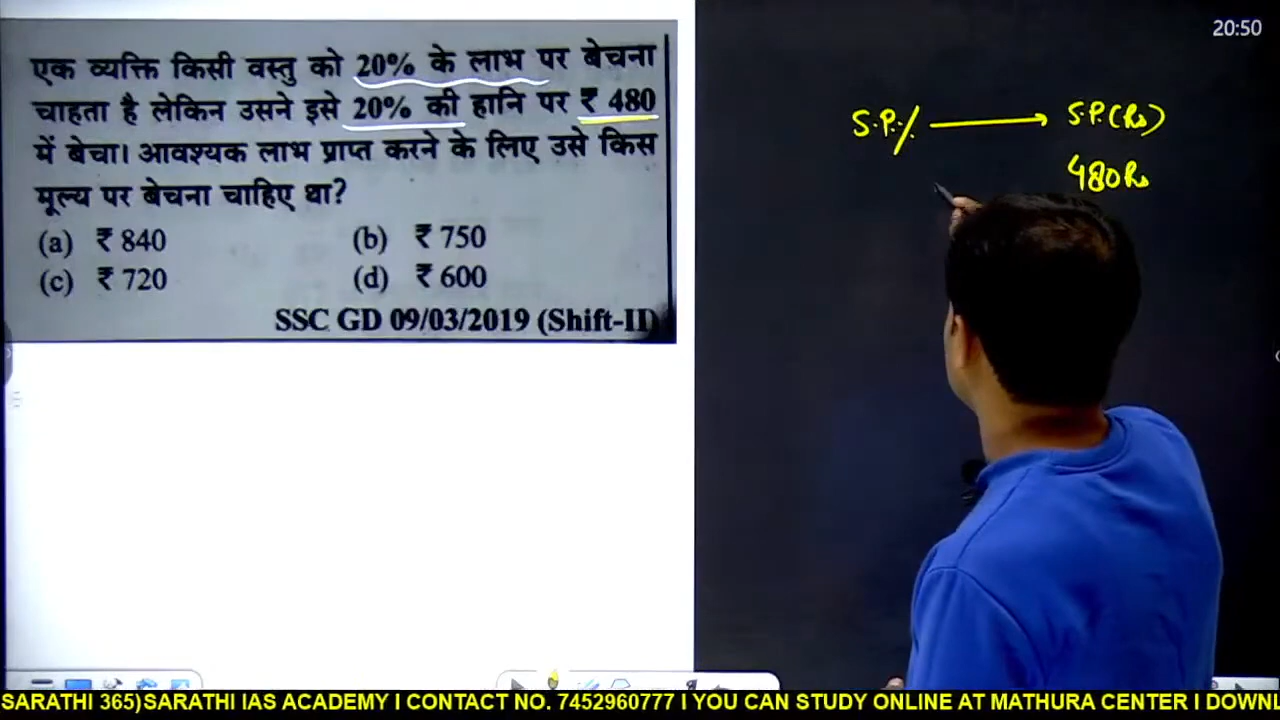 20:50
एक व्यक्ति किसी वस्तु को 20% के लाभ पर बेचना
चाहता है लेकिन उसने इसे 20% की हानि पर ₹ 480
में बेचा। आवश्यक लाभ प्राप्त करने के लिए उसे किस
मूल्य पर बेचना चाहिए था?
(a) ₹ 840 (b) ₹ 750
(c) ₹ 720 (d) ₹ 600
SSC GD 09/03/2019 (Shift-II)
S.P.% → S.P.(Rs)
480Rs
SARATHI 365)SARATHI IAS ACADEMY I CONTACT NO. 7452960777 I YOU CAN STUDY ONLINE AT MATHURA CENTER I DOWNL